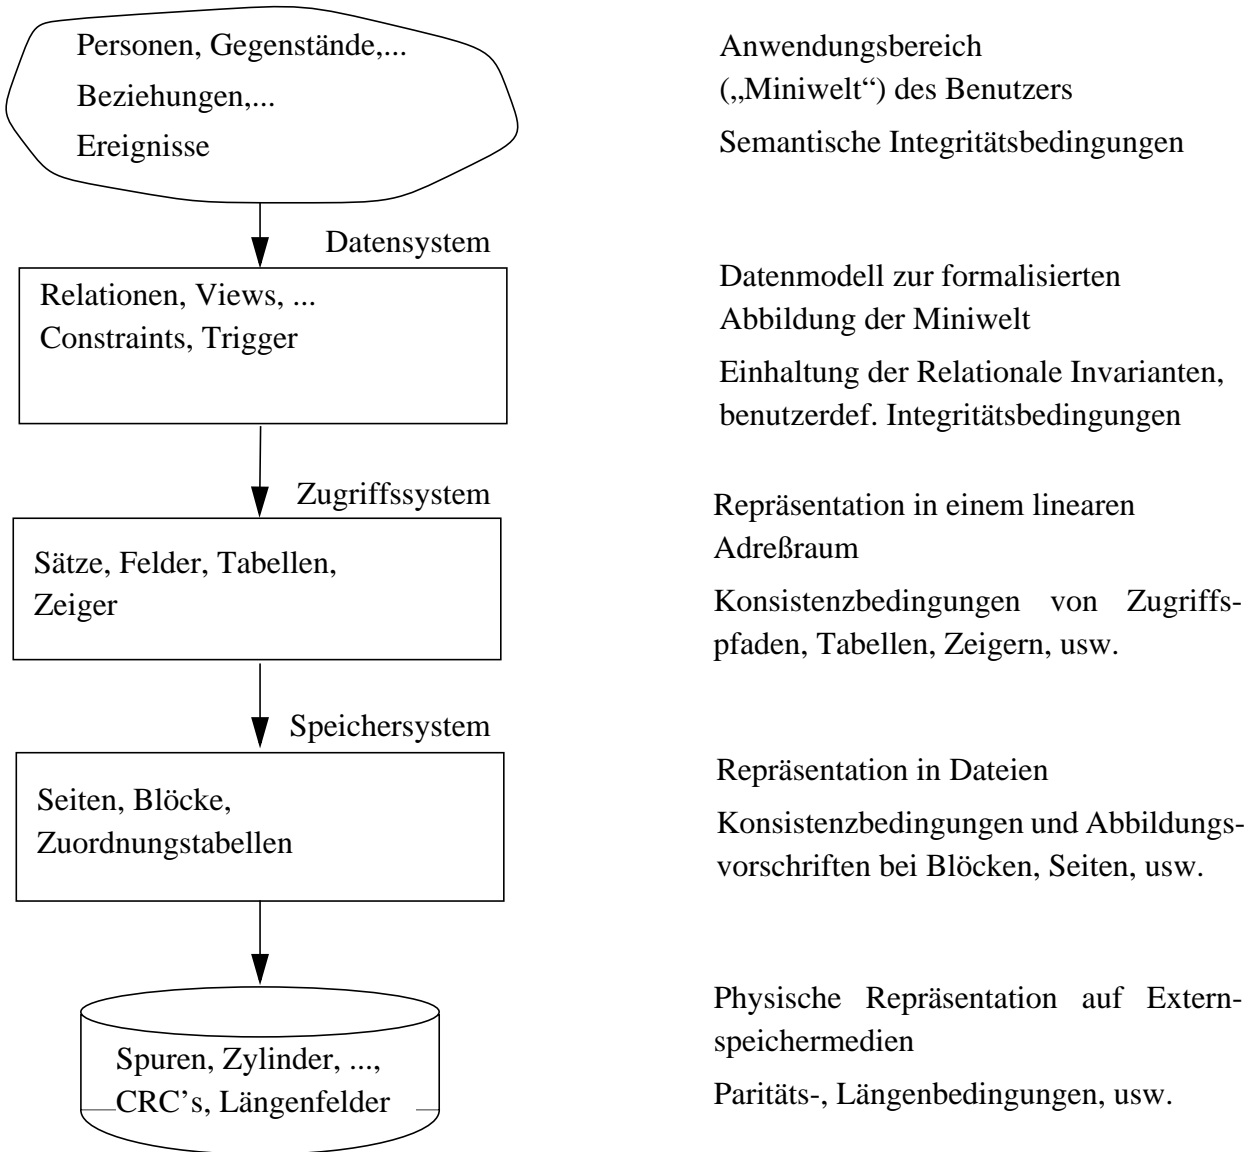 Personen, Gegenstände,...
Beziehungen,...
Ereignisse
Anwendungsbereich
(„Miniwelt“) des Benutzers
Semantische Integritätsbedingungen
Datensystem
Relationen, Views, ...
Constraints, Trigger
Datenmodell zur formalisierten
Abbildung der Miniwelt
Einhaltung der Relationale Invarianten,
benutzerdef. Integritätsbedingungen
Zugriffssystem
Sätze, Felder, Tabellen,
Zeiger
Repräsentation in einem linearen
Adreßraum
Konsistenzbedingungen von Zugriffs-
pfaden, Tabellen, Zeigern, usw.
Speichersystem
Seiten, Blöcke,
Zuordnungstabellen
Repräsentation in Dateien
Konsistenzbedingungen und Abbildungs-
vorschriften bei Blöcken, Seiten, usw.
Spuren, Zylinder, ...,
CRC’s, Längenfelder
Physische Repräsentation auf Extern-
speichermedien
Paritäts-, Längenbedingungen, usw.